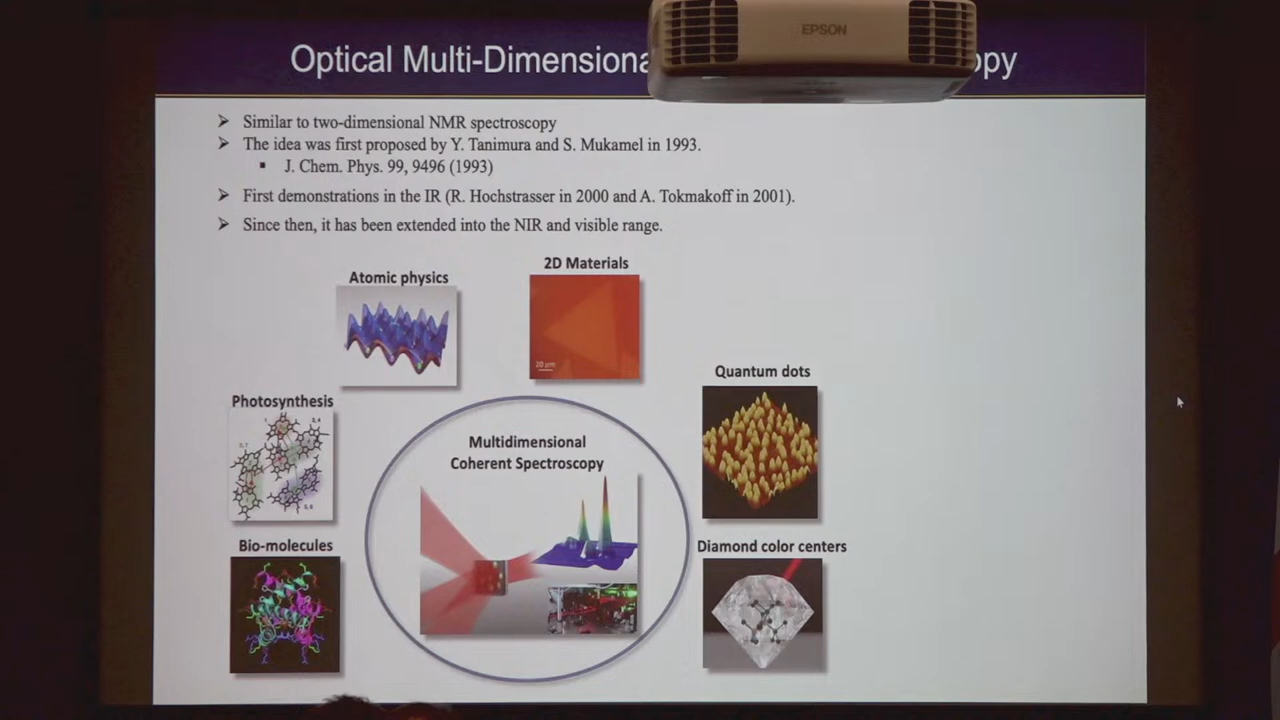 EPSON
Optical Multi-Dimensiona opy
➤ Similar to two-dimensional NMR spectroscopy
➤ The idea was first proposed by Y. Tanimura and S. Mukamel in 1993.
▪ J. Chem. Phys. 99, 9496 (1993)
➤ First demonstrations in the IR (R. Hochstrasser in 2000 and A. Tokmakoff in 2001).
➤ Since then, it has been extended into the NIR and visible range.
2D Materials
Atomic physics
20 μm
Quantum dots
Photosynthesis
Multidimensional
Coherent Spectroscopy
Bio-molecules
Diamond color centers